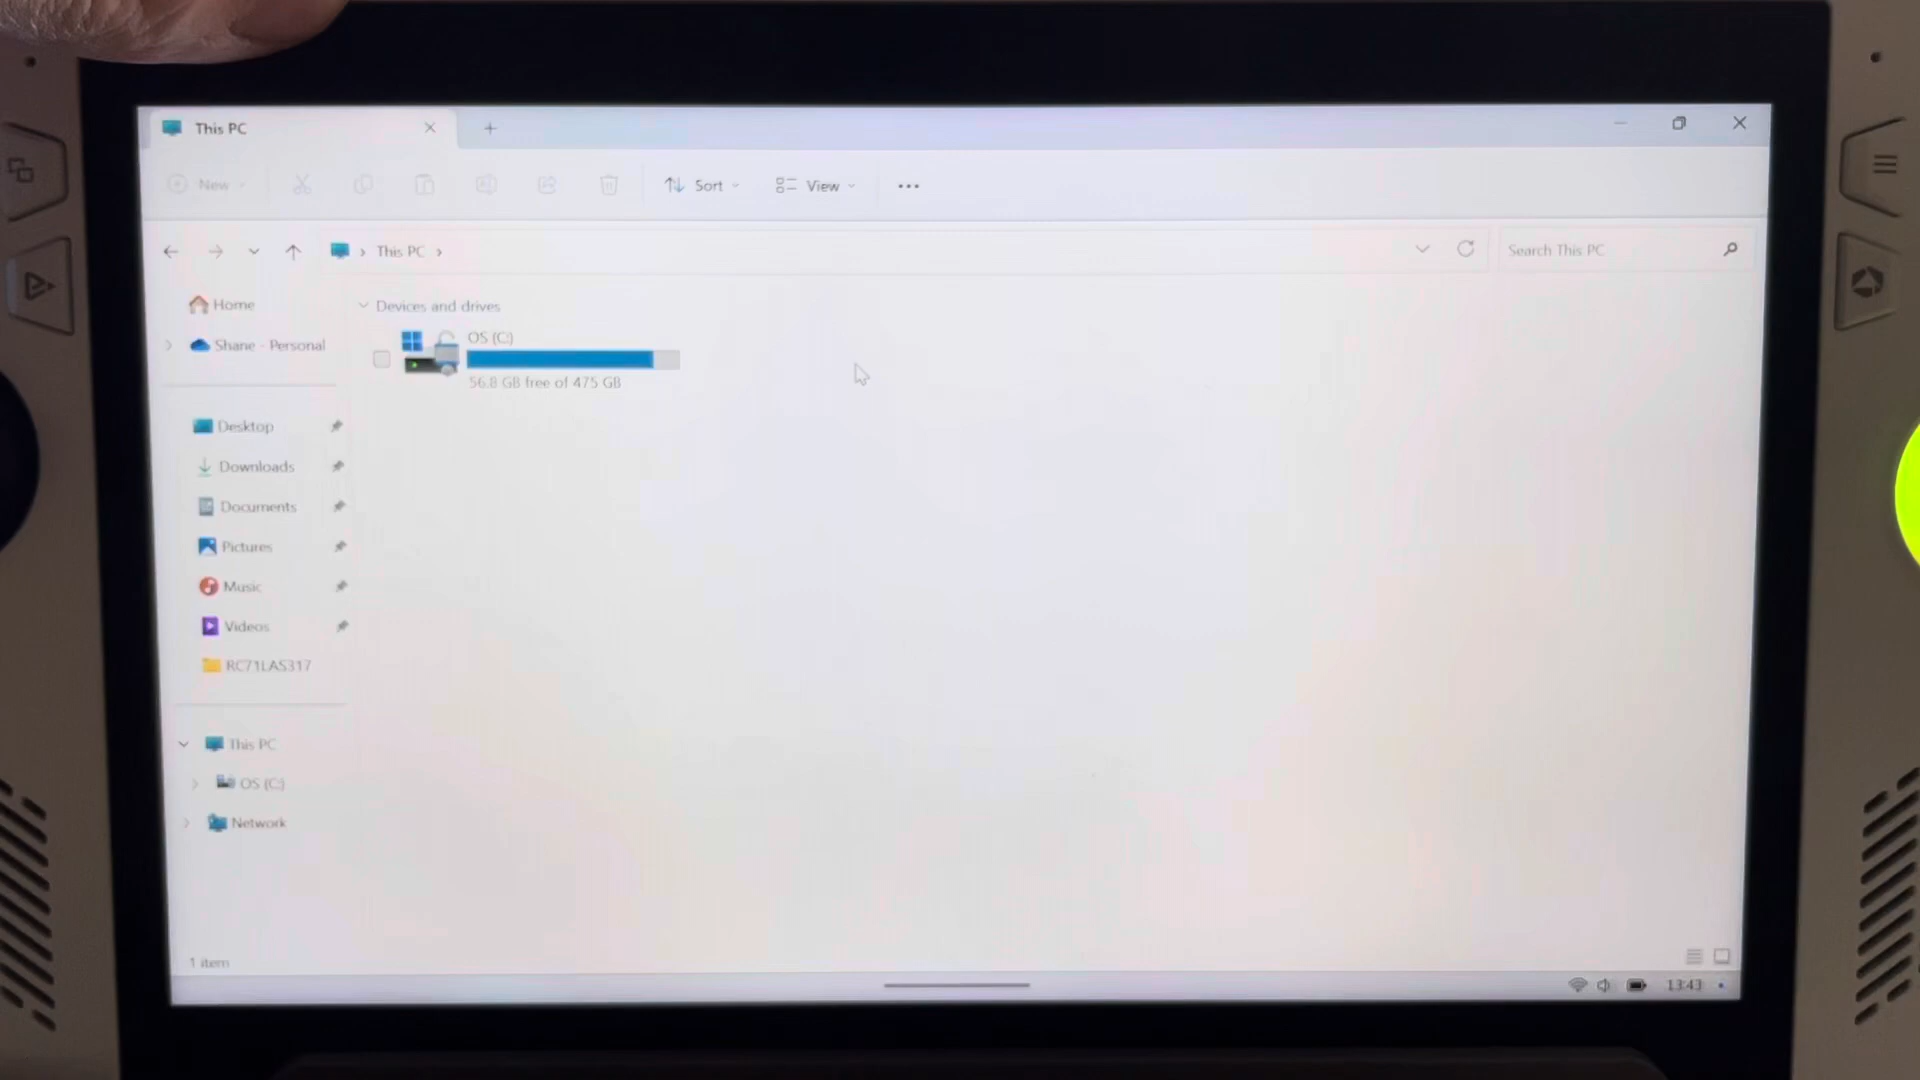 This PC
New
Sort
View
This PC
Search This PC
Home
Shane - Personal
Desktop
Downloads
Documents
Pictures
Music
Videos
RC71LAS317
This PC
OS (C:)
Network
Devices and drives
OS (C:)
56.8 GB free of 475 GB
1 item
13:43